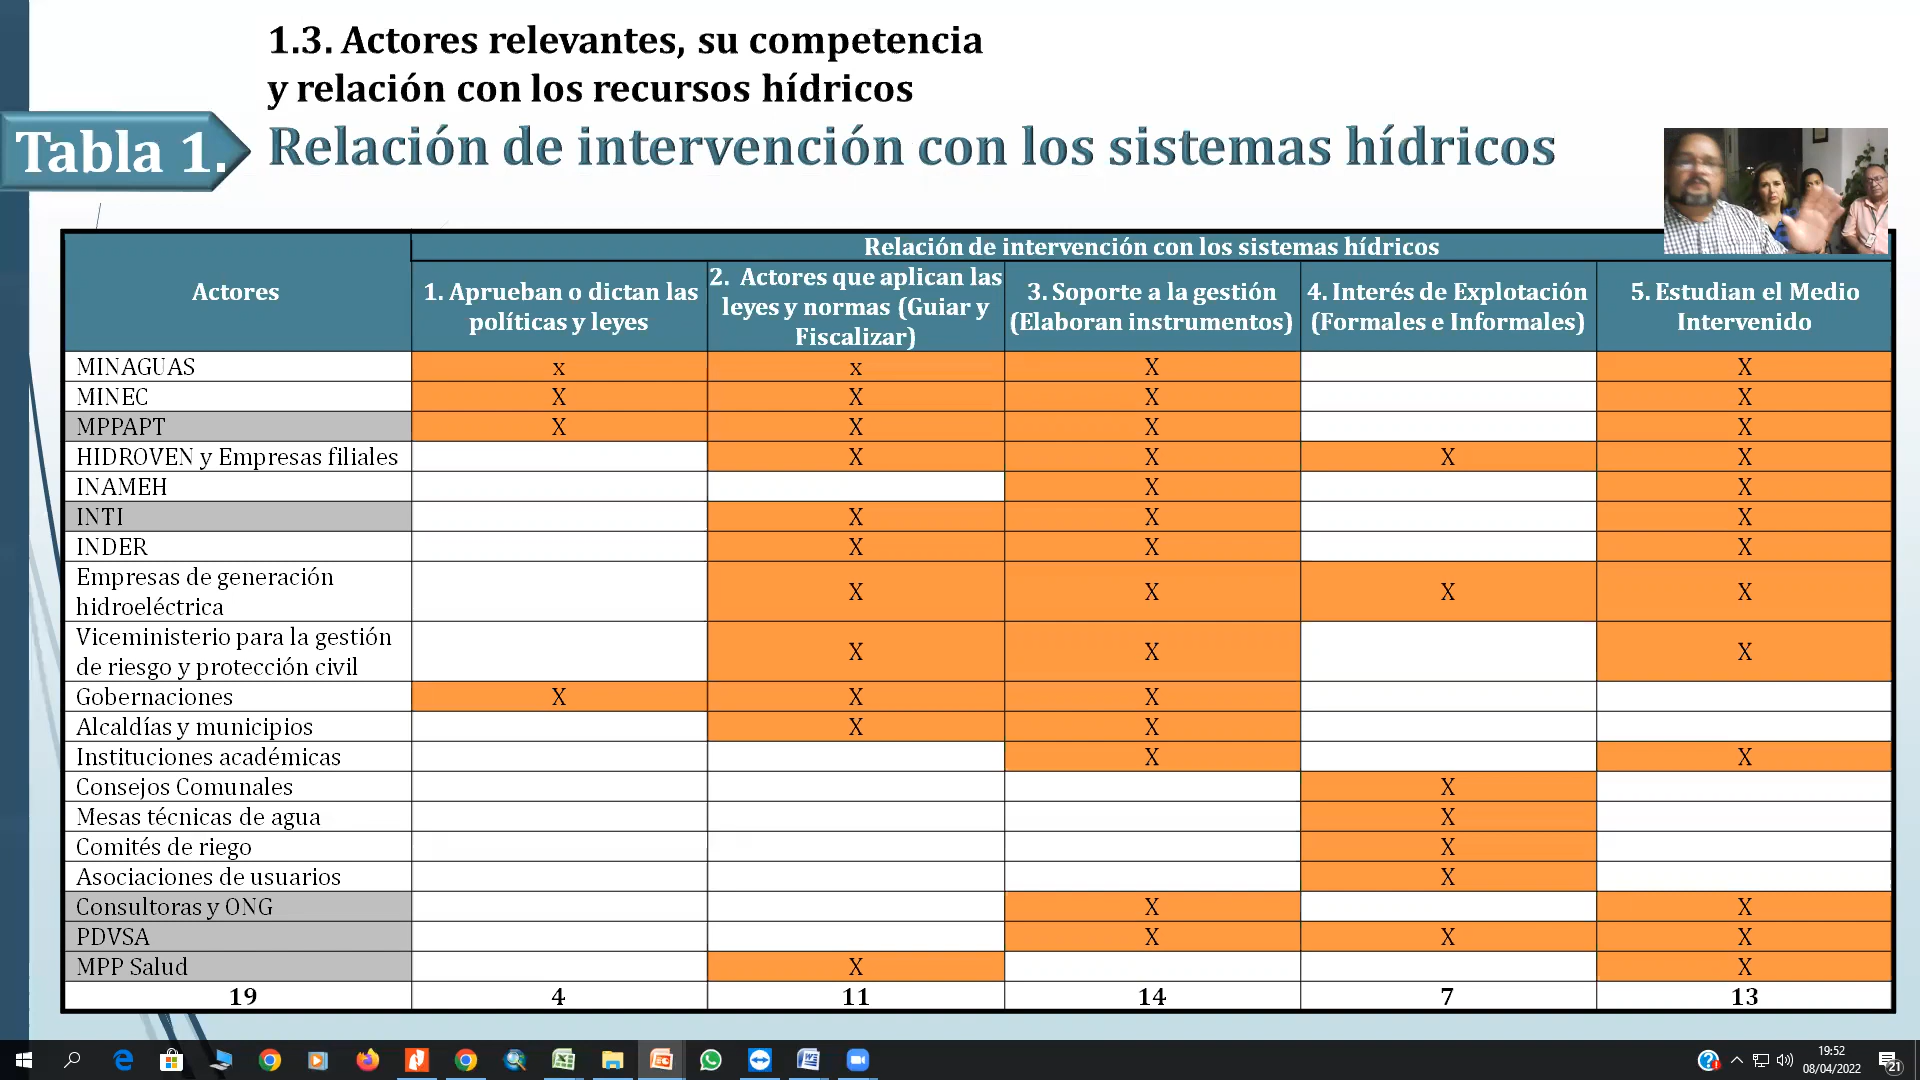 1.3. Actores relevantes, su competencia
y relación con los recursos hídricos
Tabla 1.
Relación de intervención con los sistemas hídricos
Relación de intervención con los sistemas hídricos
Actores
1. Aprueban o dictan las
políticas y leyes
2. Actores que aplican las
leyes y normas (Guiar y
Fiscalizar)
3. Soporte a la gestión
(Elaboran instrumentos)
4. Interés de Explotación
(Formales e Informales)
5. Estudian el Medio
Intervenido
MINAGUAS x x X X
MINEC X X X X
MPPAPT X X X X
HIDROVEN y Empresas filiales X X X X
INAMEH X X
INTI X X X
INDER X X X
Empresas de generación
hidroeléctrica X X X X
Viceministerio para la gestión
de riesgo y protección civil X X X
Gobernaciones X X X
Alcaldías y municipios X X
Instituciones académicas X X
Consejos Comunales X
Mesas técnicas de agua X
Comités de riego X
Asociaciones de usuarios X
Consultoras y ONG X X
PDVSA X X X
MPP Salud X X
19 4 11 14 7 13
19:52
08/04/2022
21